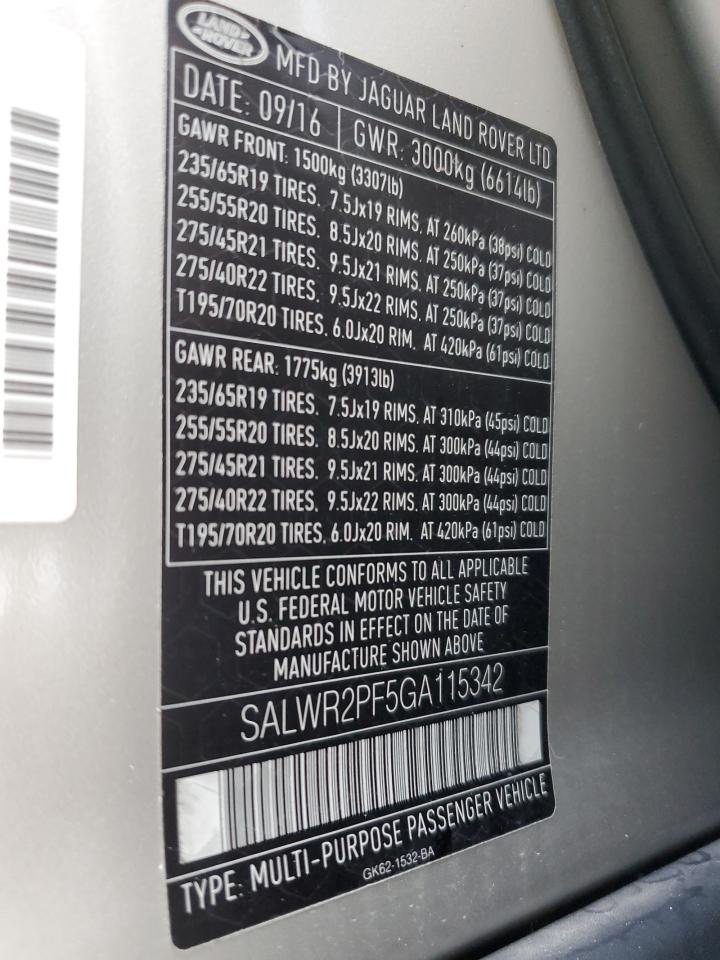 LAND ROVER
MFD BY JAGUAR LAND ROVER LTD
DATE: 09/16 GWR: 3000kg (6614lb)
GAWR FRONT: 1500kg (3307lb)
235/65R19 TIRES, 7.5Jx19 RIMS, AT 260kPa (38psi) COLD
255/55R20 TIRES, 8.5Jx20 RIMS, AT 250kPa (37psi) COLD
275/45R21 TIRES, 9.5Jx21 RIMS, AT 250kPa (37psi) COLD
275/40R22 TIRES, 9.5Jx22 RIMS, AT 250kPa (37psi) COLD
T195/70R20 TIRES, 6.0Jx20 RIM, AT 420kPa (61psi) COLD
GAWR REAR: 1775kg (3913lb)
235/65R19 TIRES, 7.5Jx19 RIMS, AT 310kPa (45psi) COLD
255/55R20 TIRES, 8.5Jx20 RIMS, AT 300kPa (44psi) COLD
275/45R21 TIRES, 9.5Jx21 RIMS, AT 300kPa (44psi) COLD
275/40R22 TIRES, 9.5Jx22 RIMS, AT 300kPa (44psi) COLD
T195/70R20 TIRES, 6.0Jx20 RIM, AT 420kPa (61psi) COLD
THIS VEHICLE CONFORMS TO ALL APPLICABLE
U.S. FEDERAL MOTOR VEHICLE SAFETY
STANDARDS IN EFFECT ON THE DATE OF
MANUFACTURE SHOWN ABOVE
SALWR2PF5GA115342
TYPE: MULTI-PURPOSE PASSENGER VEHICLE
GK62-1532-BA